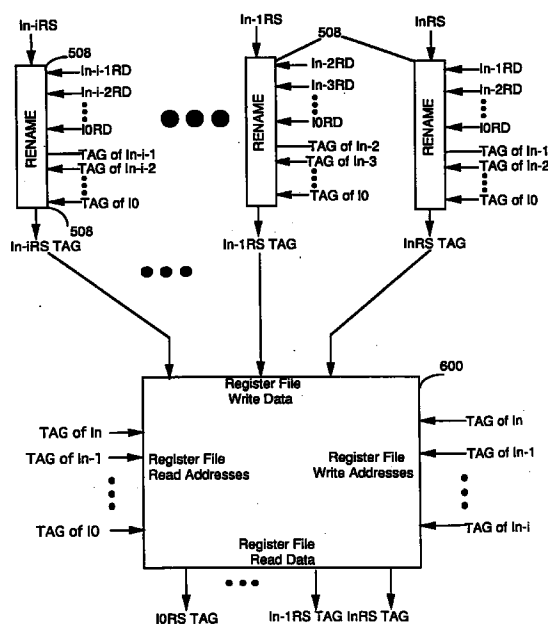 In-iRS
508
In-i-1RD
In-i-2RD
I0RD
RENAME
TAG of In-i-1
TAG of In-i-2
TAG of I0
508
In-iRS TAG
In-1RS
508
In-2RD
In-3RD
I0RD
RENAME
TAG of In-2
TAG of In-3
TAG of I0
In-1RS TAG
InRS
In-1RD
In-2RD
I0RD
RENAME
TAG of In-1
TAG of In-2
TAG of I0
InRS TAG
600
Register File
Write Data
TAG of In
TAG of In-1
TAG of I0
Register File
Read Addresses
Register File
Write Addresses
TAG of In
TAG of In-1
TAG of In-i
Register File
Read Data
I0RS TAG
In-1RS TAG
InRS TAG